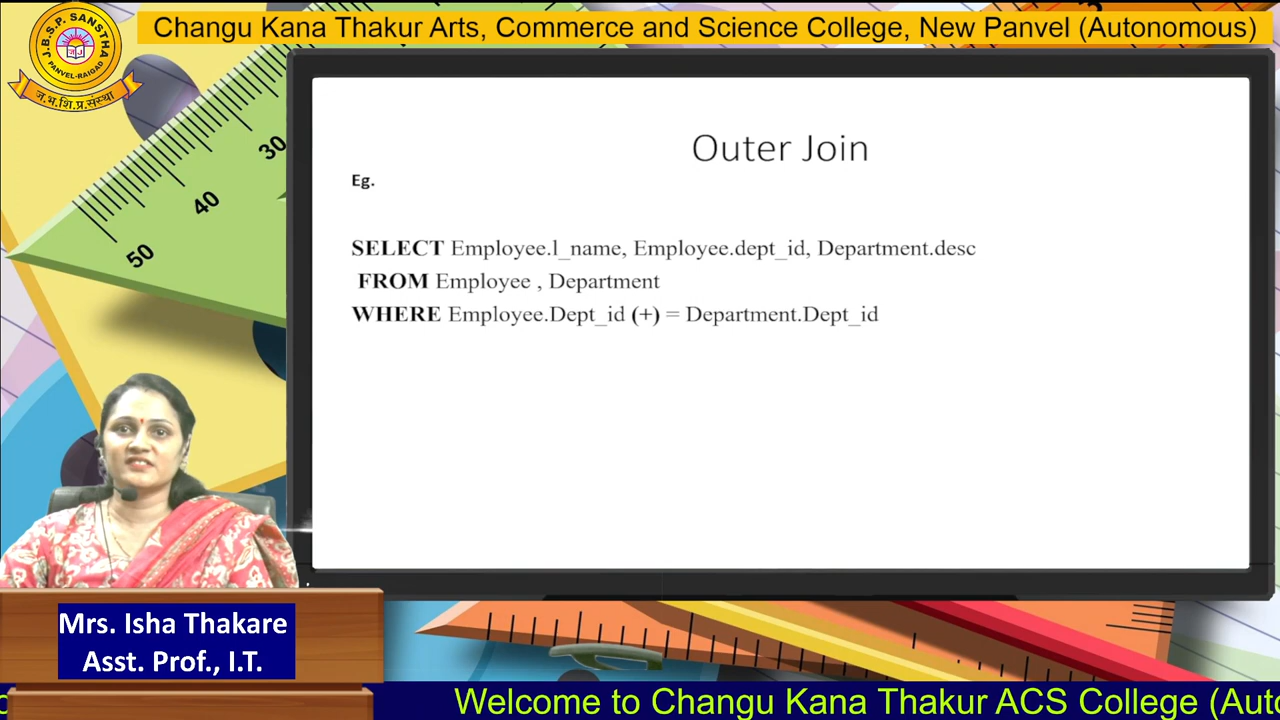 Changu Kana Thakur Arts, Commerce and Science College, New Panvel (Autonomous)
J.B.S.P. SANSTHA
PANVEL-RAIGAD
ज.भ.शि.प्र.संस्था
30
40
50
Outer Join
Eg.
SELECT Employee.l_name, Employee.dept_id, Department.desc
FROM Employee , Department
WHERE Employee.Dept_id (+) = Department.Dept_id
Mrs. Isha Thakare
Asst. Prof., I.T.
Welcome to Changu Kana Thakur ACS College (Auto